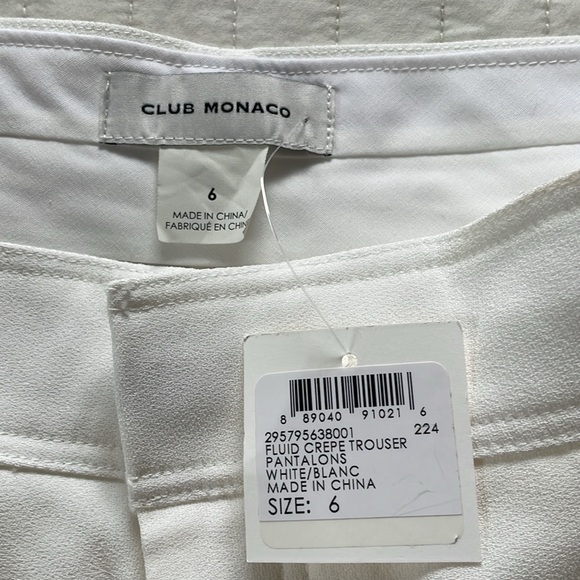 CLUB MONACO
6
MADE IN CHINA/
FABRIQUÉ EN CHIN
8 89040 91021 6
295795638001 224
FLUID CREPE TROUSER
PANTALONS
WHITE/BLANC
MADE IN CHINA
SIZE: 6